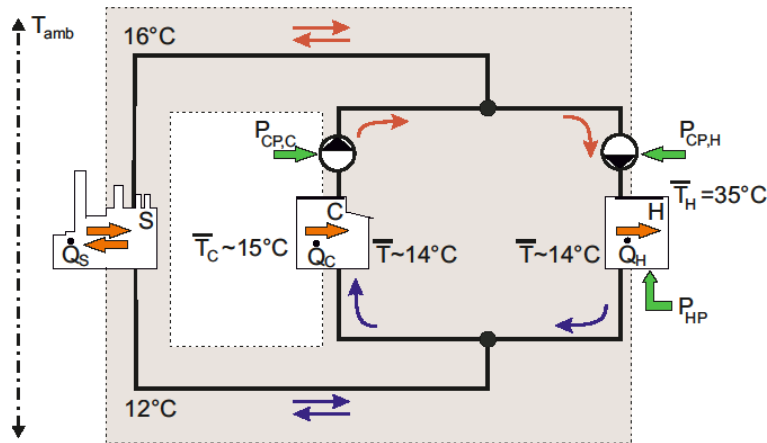 T_amb
16°C
P_CP,C
P_CP,H
T̅_H =35°C
S
C
H
Q̇_S
T̅_C ~15°C
Q̇_C
T̅~14°C
T̅~14°C
Q̇_H
P_HP
12°C